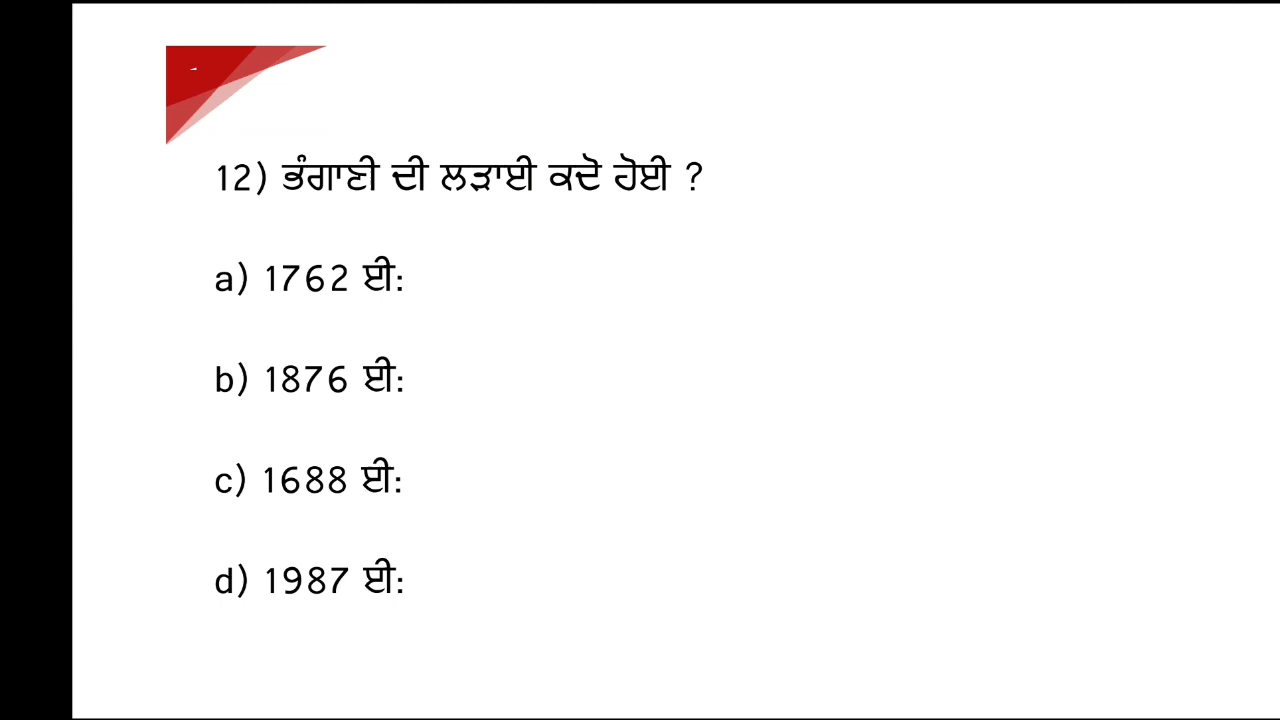 12) ਭੰਗਾਣੀ ਦੀ ਲੜਾਈ ਕਦੋ ਹੋਈ ?
a) 1762 ਈ:
b) 1876 ਈ:
c) 1688 ਈ:
d) 1987 ਈ: